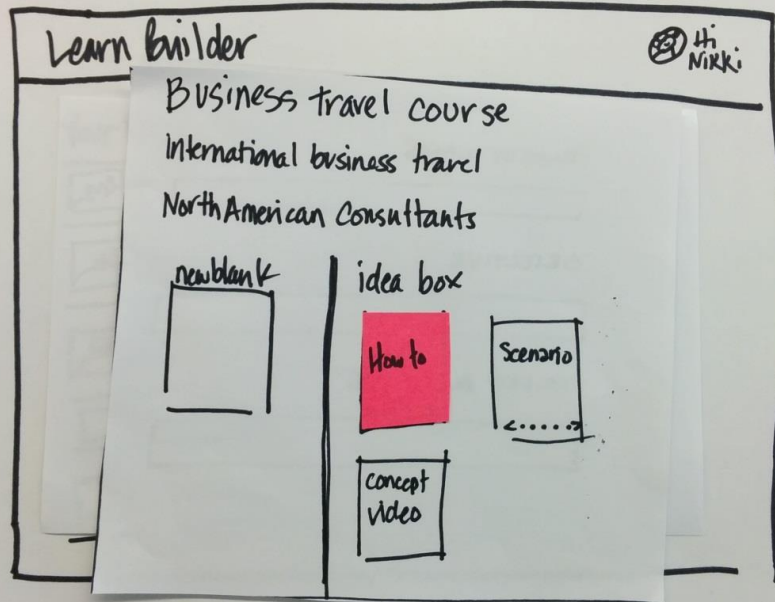 Learn Builder
Hi
Nikki
Business travel course
International business travel
North American Consultants
new blank
idea box
How to
Scenario
concept
video